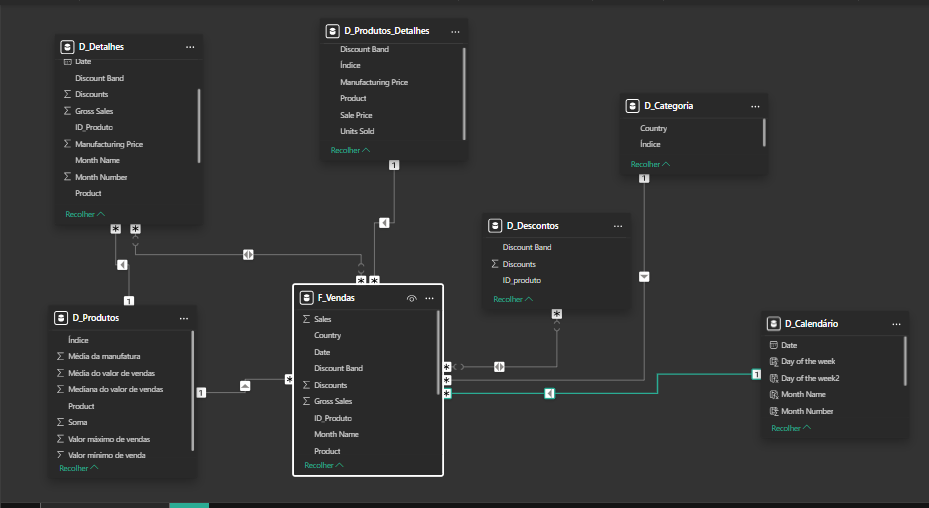 D_Detalhes
Date
Discount Band
Discounts
Gross Sales
ID_Produto
Manufacturing Price
Month Name
Month Number
Product
Recolher
D_Produtos_Detalhes
Discount Band
Índice
Manufacturing Price
Product
Sale Price
Units Sold
Recolher
D_Categoria
Country
Índice
Recolher
D_Descontos
Discount Band
Discounts
ID_produto
Recolher
D_Produtos
Índice
Média da manufatura
Média do valor de vendas
Mediana do valor de vendas
Product
Soma
Valor máximo de vendas
Valor mínimo de venda
Recolher
F_Vendas
Sales
Country
Date
Discount Band
Discounts
Gross Sales
ID_Produto
Month Name
Product
Recolher
D_Calendário
Date
Day of the week
Day of the week2
Month Name
Month Number
Recolher
1
*
*
1
*
*
1
*
*
1
*
*
*
1